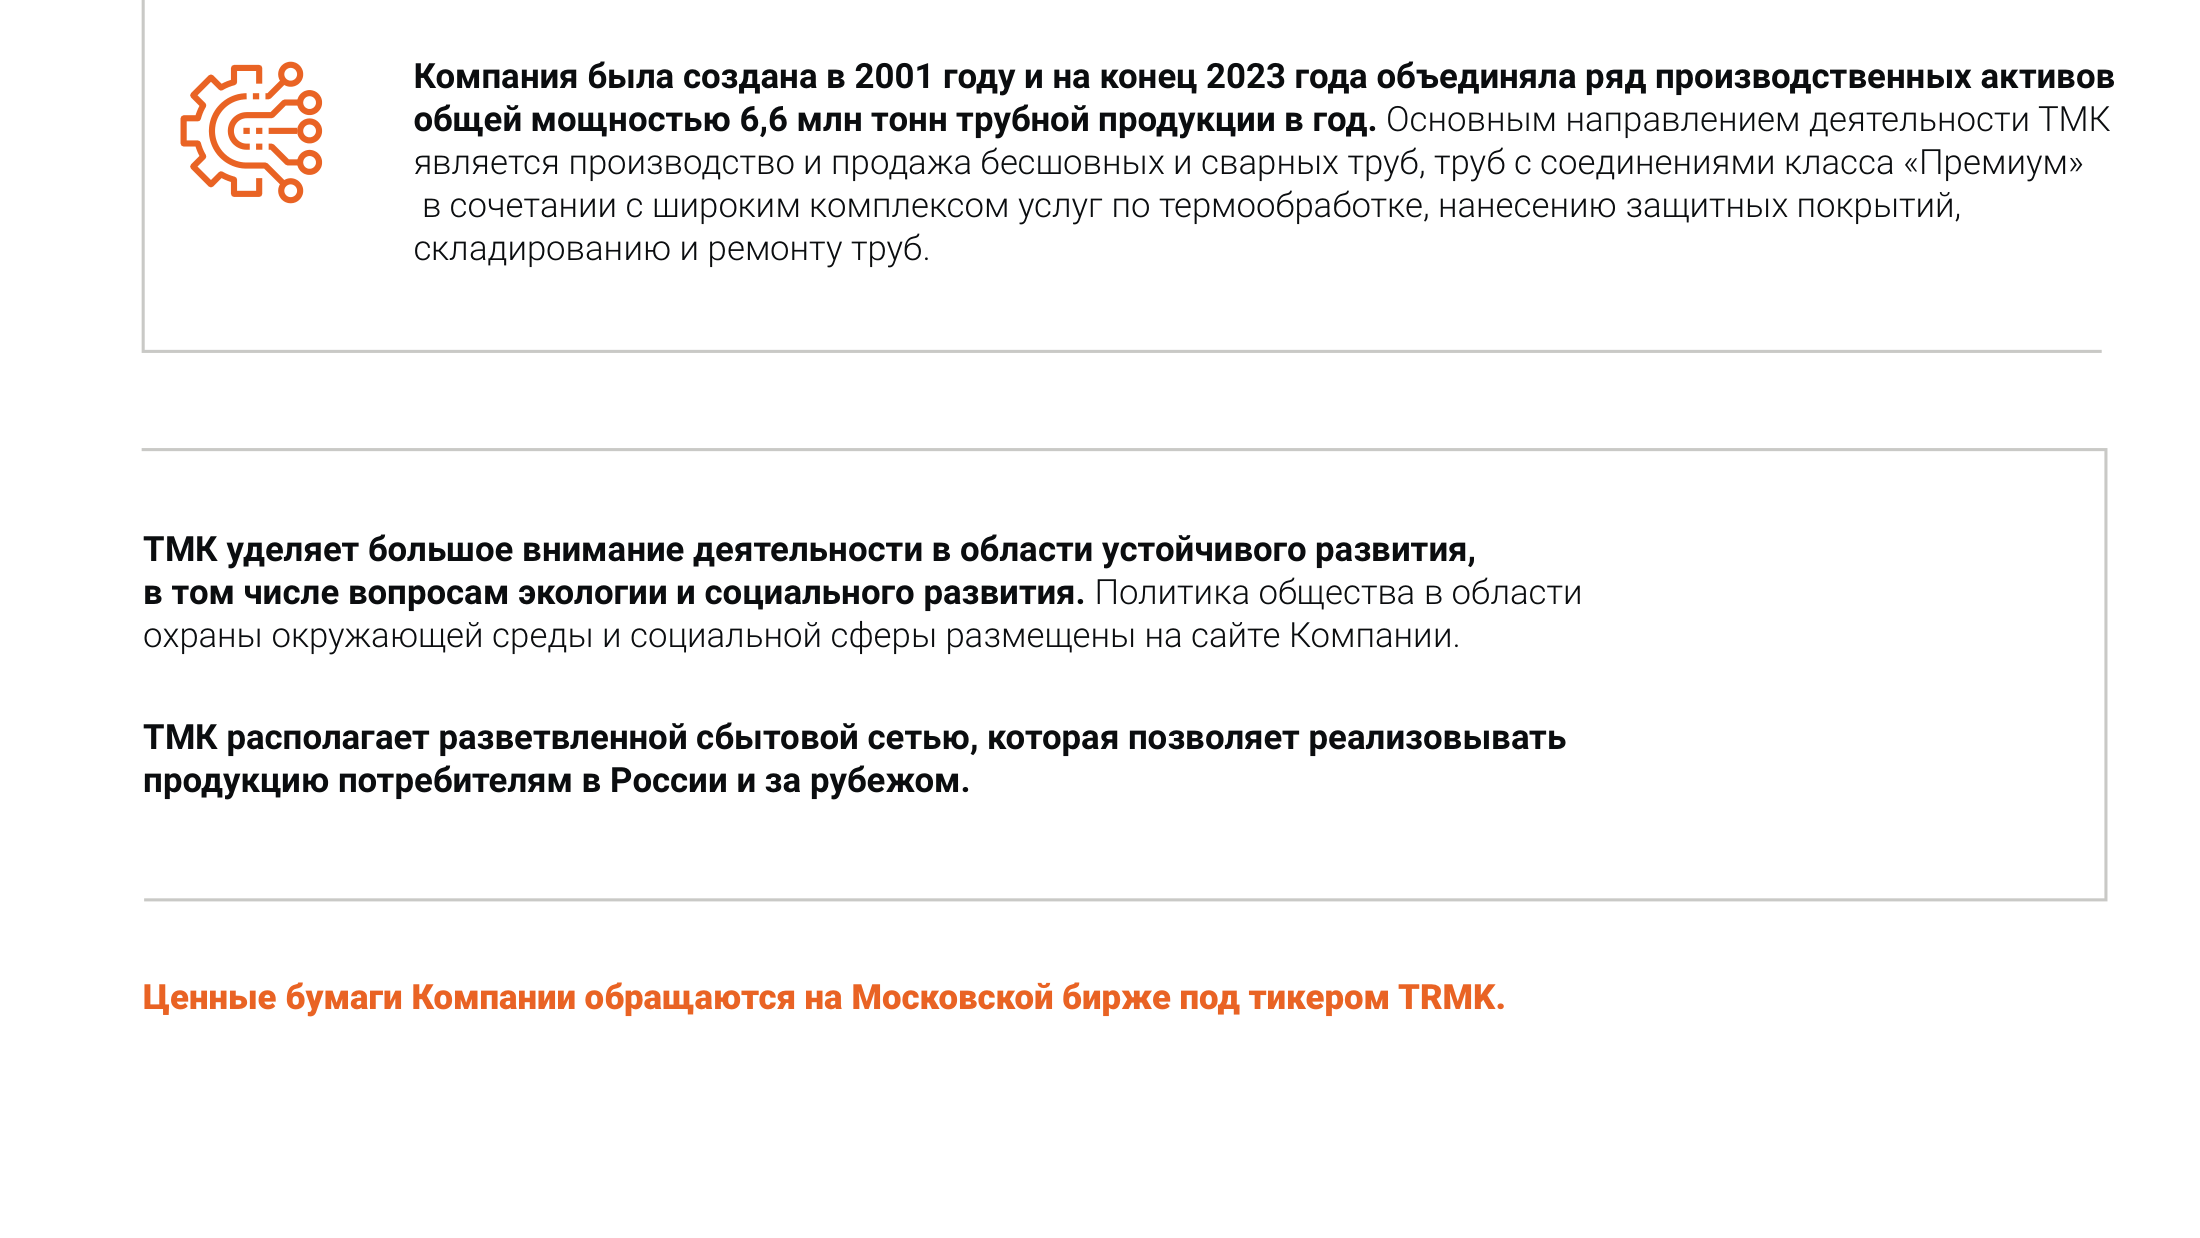 Компания была создана в 2001 году и на конец 2023 года объединяла ряд производственных активов
общей мощностью 6,6 млн тонн трубной продукции в год. Основным направлением деятельности ТМК
является производство и продажа бесшовных и сварных труб, труб с соединениями класса «Премиум»
в сочетании с широким комплексом услуг по термообработке, нанесению защитных покрытий,
складированию и ремонту труб.
ТМК уделяет большое внимание деятельности в области устойчивого развития,
в том числе вопросам экологии и социального развития. Политика общества в области
охраны окружающей среды и социальной сферы размещены на сайте Компании.
ТМК располагает разветвленной сбытовой сетью, которая позволяет реализовывать
продукцию потребителям в России и за рубежом.
Ценные бумаги Компании обращаются на Московской бирже под тикером TRMK.